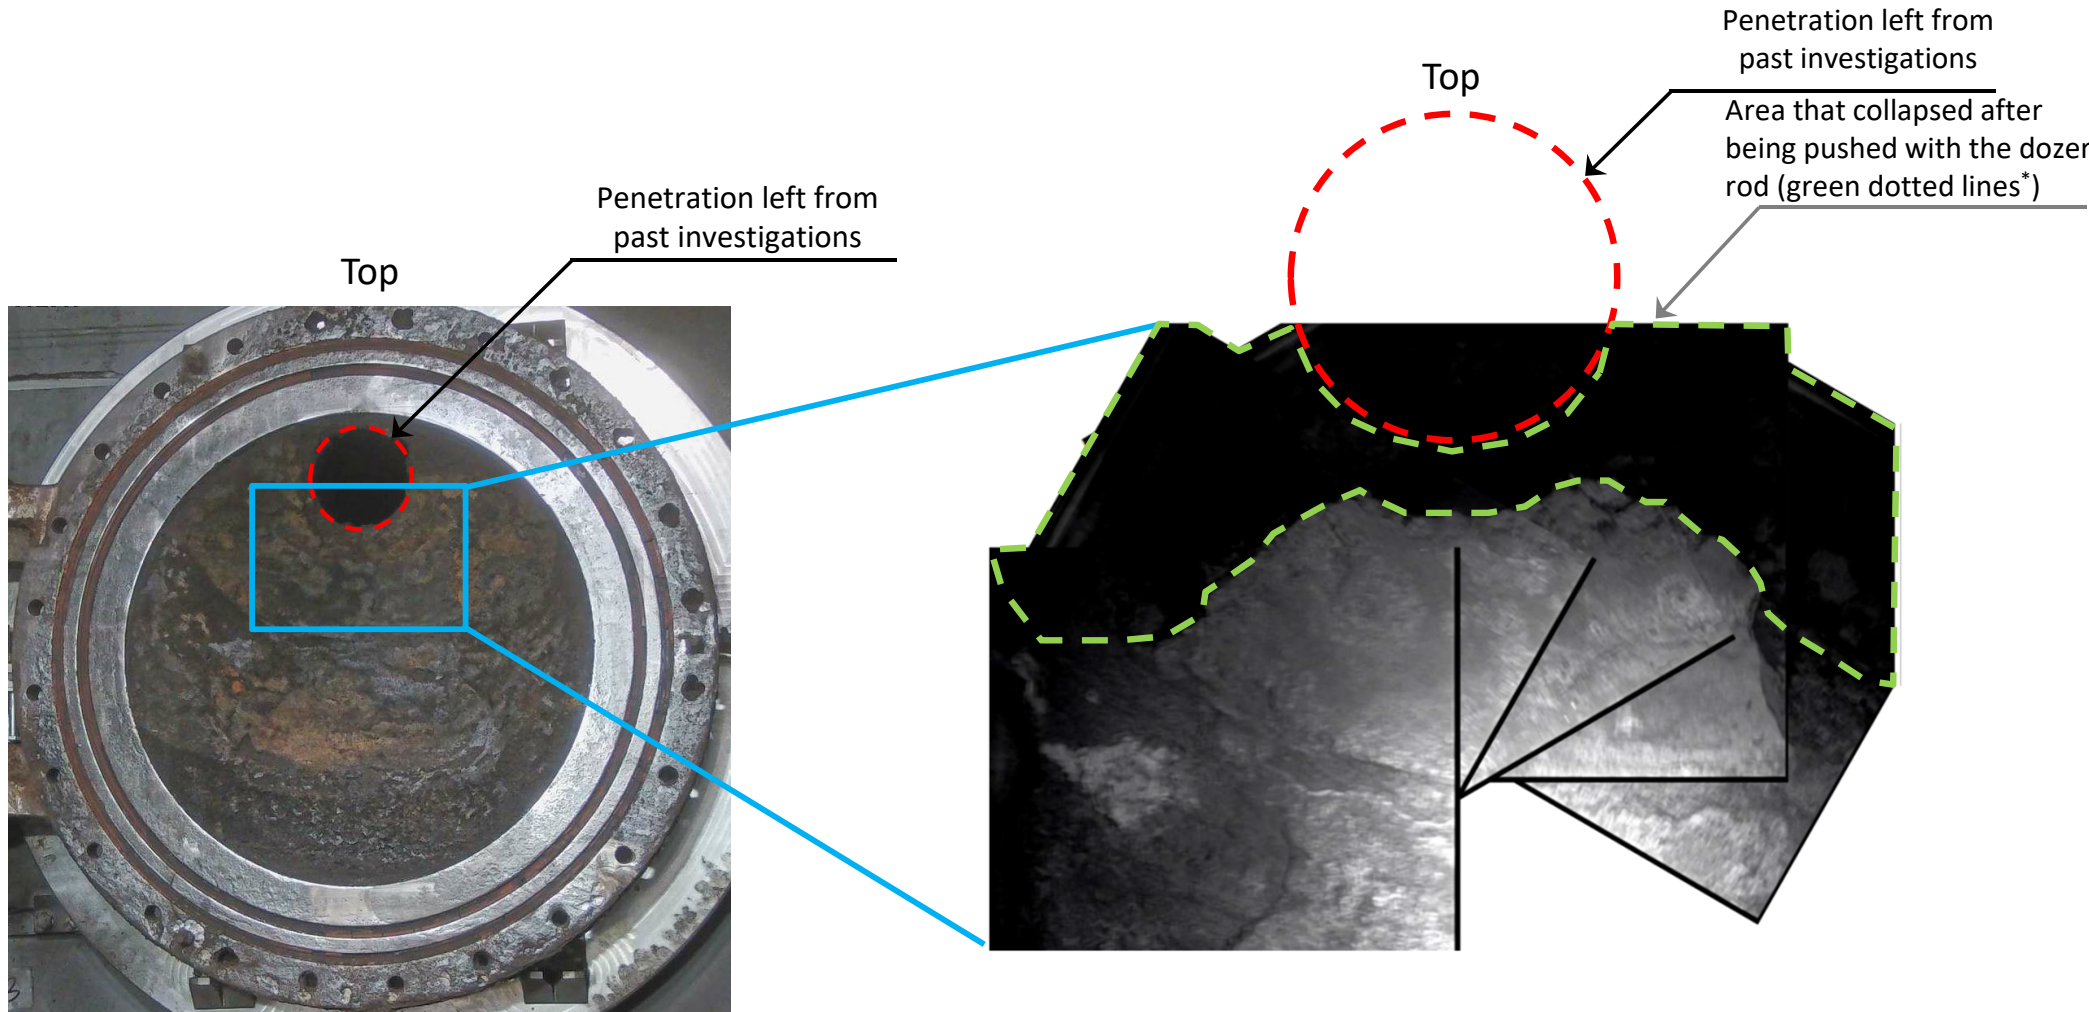 Top
Penetration left from
past investigations
Top
Penetration left from
past investigations
Area that collapsed after
being pushed with the dozer
rod (green dotted lines*)